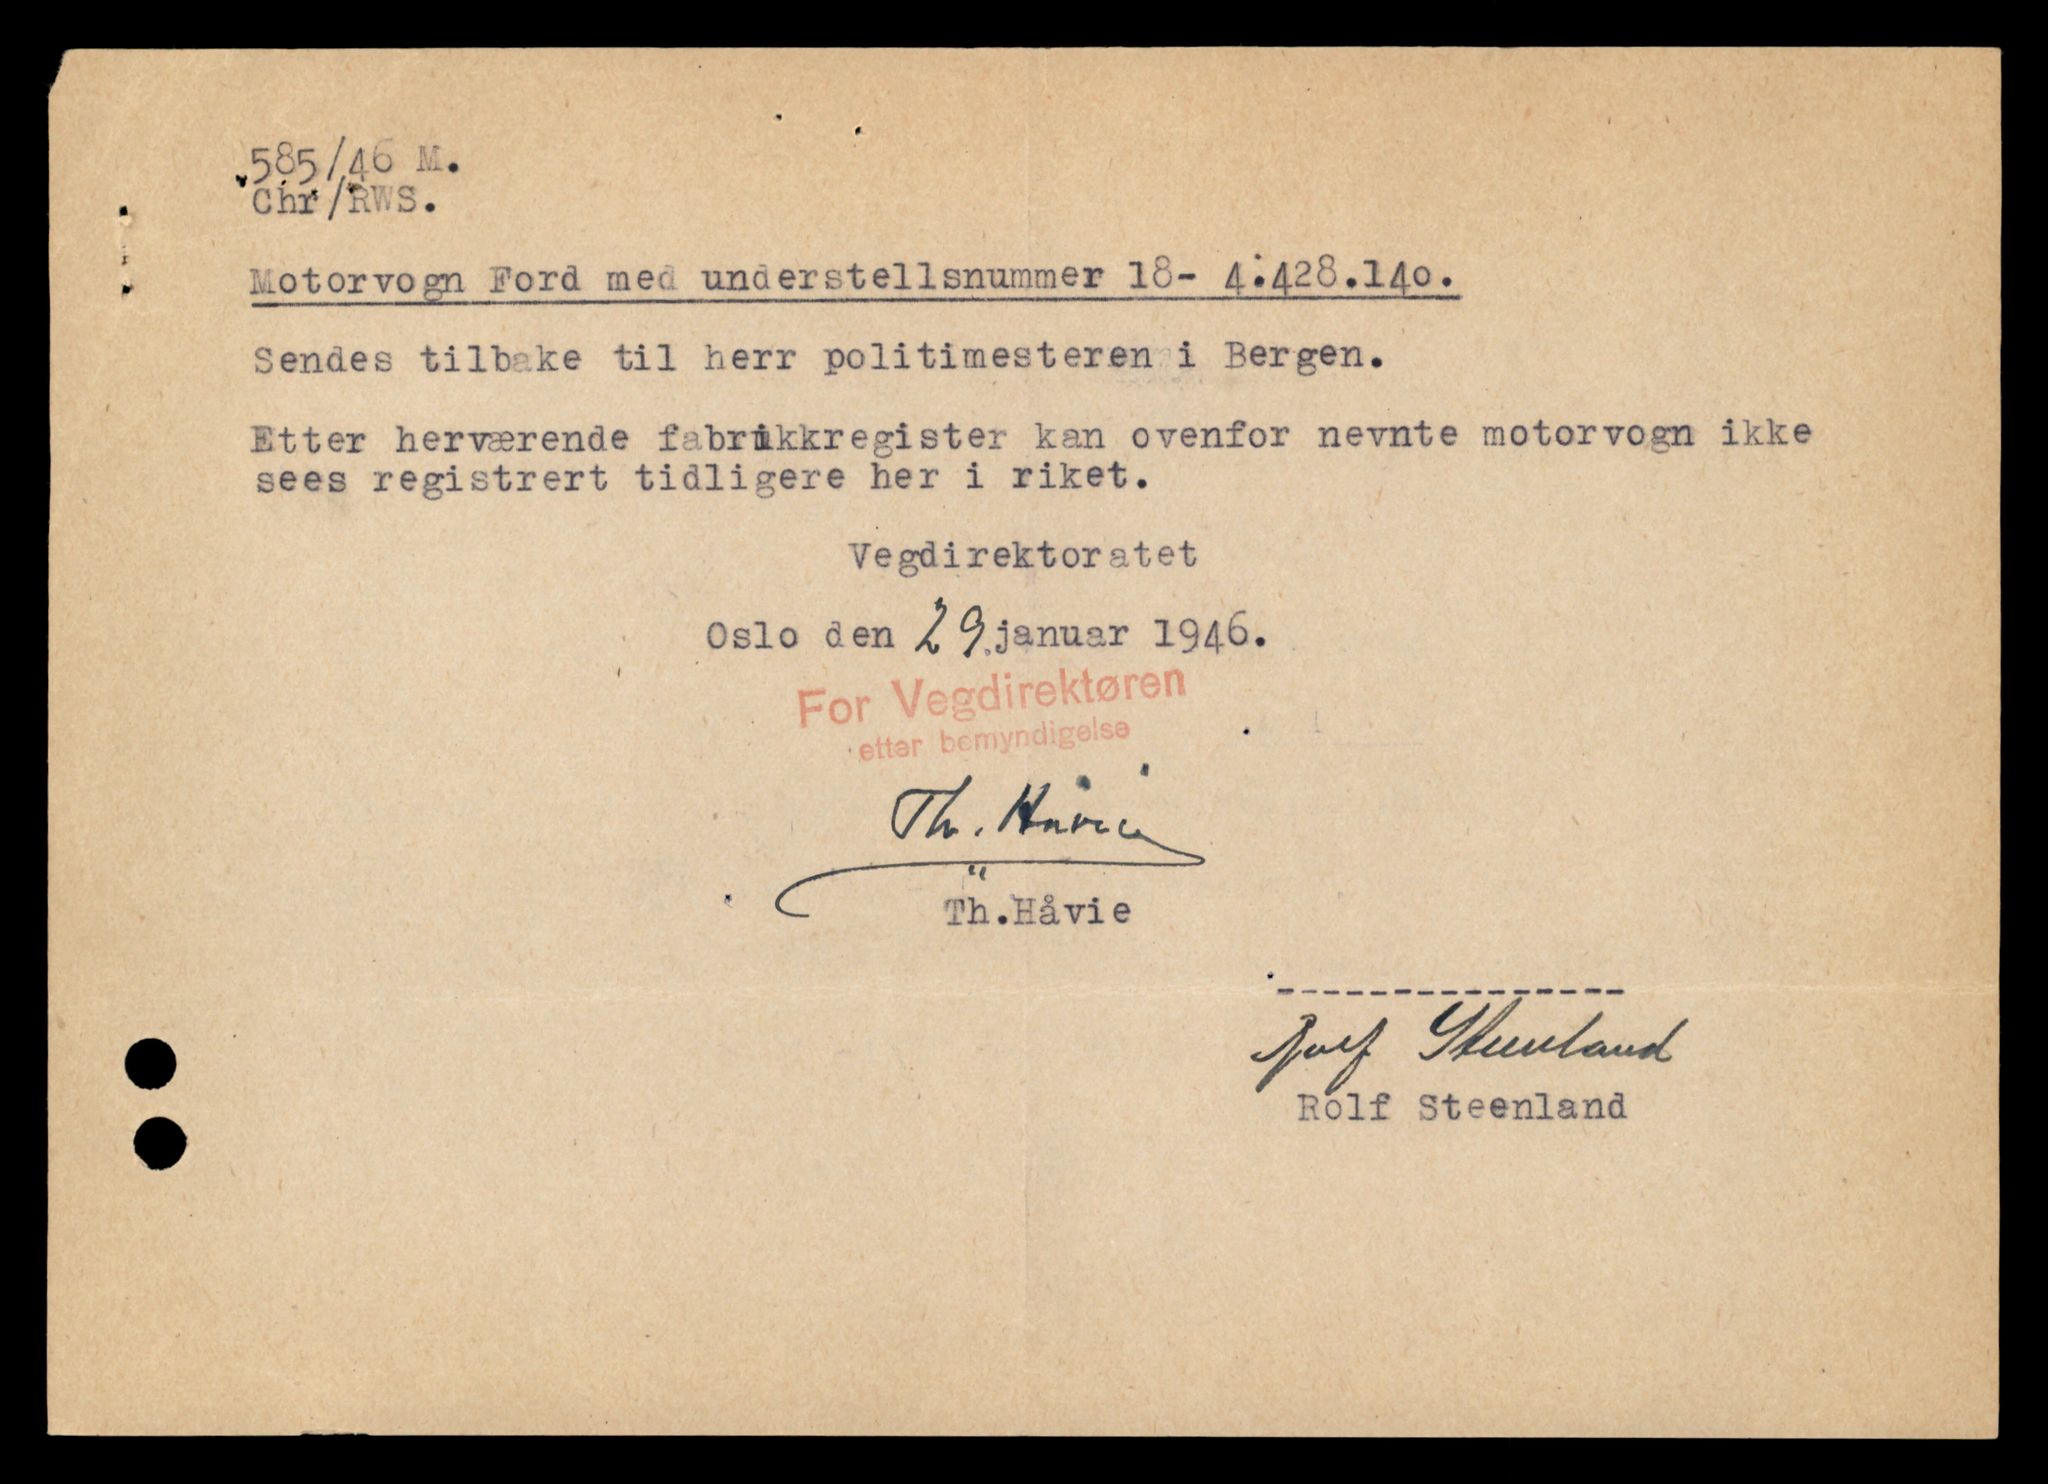 585/46 M.
Chr/RWS.
Motorvogn Ford med understellsnummer 18- 4.428.140.
Sendes tilbake til herr politimesteren i Bergen.
Etter herværende fabrikkregister kan ovenfor nevnte motorvogn ikke
sees registrert tidligere her i riket.
Vegdirektoratet
Oslo den 29.januar 1946.
For Vegdirektøren
etter bemyndigelse
Th. Håvie
Th.Håvie
---------------
Rolf Steenland
Rolf Steenland